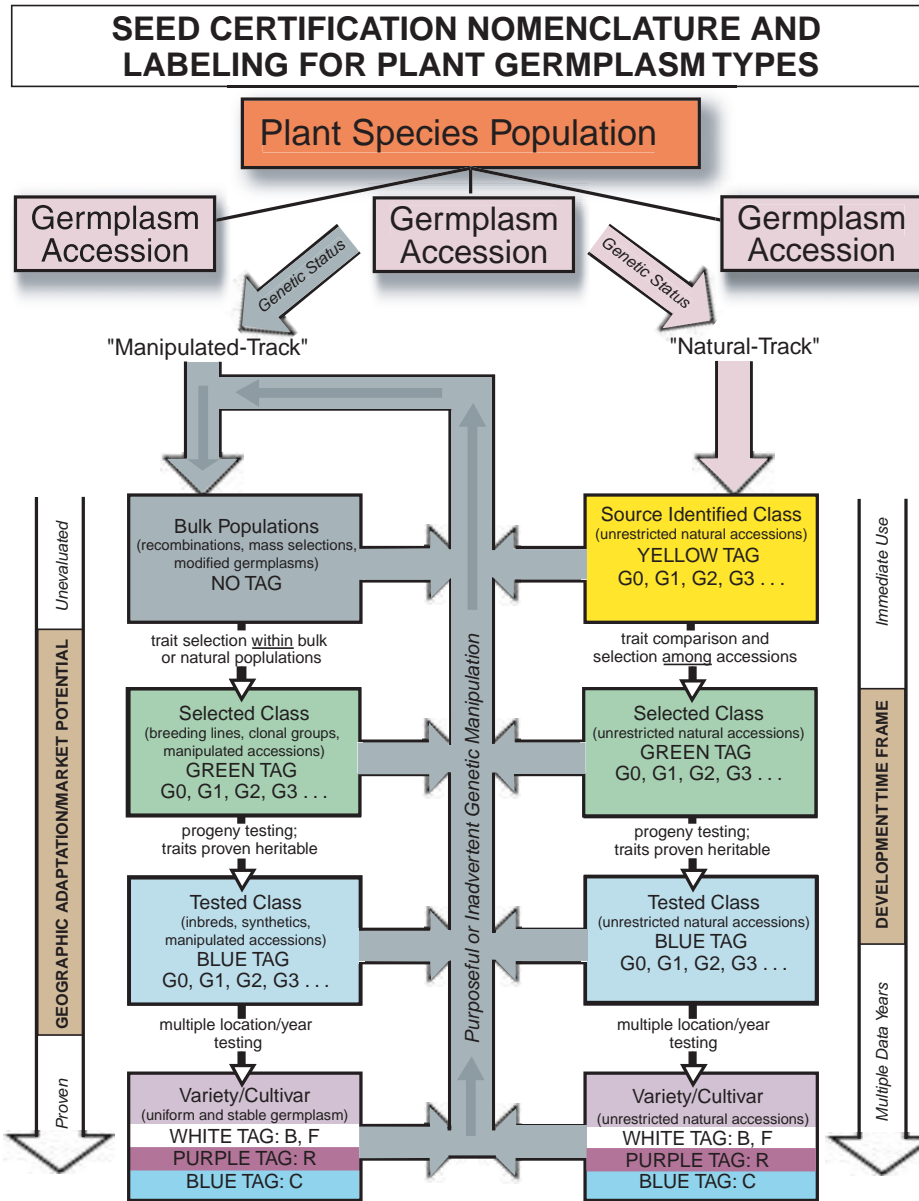 SEED CERTIFICATION NOMENCLATURE AND
LABELING FOR PLANT GERMPLASM TYPES
Plant Species Population
Germplasm
Accession
Germplasm
Accession
Germplasm
Accession
Genetic Status
Genetic Status
"Manipulated-Track"
"Natural-Track"
Unevaluated
GEOGRAPHIC ADAPTATION/MARKET POTENTIAL
Proven
Bulk Populations
(recombinations, mass selections,
modified germplasms)
NO TAG
trait selection within bulk
or natural poplulations
Selected Class
(breeding lines, clonal groups,
manipulated accessions)
GREEN TAG
G0, G1, G2, G3 . . .
progeny testing;
traits proven heritable
Tested Class
(inbreds, synthetics,
manipulated accessions)
BLUE TAG
G0, G1, G2, G3 . . .
multiple location/year
testing
Variety/Cultivar
(uniform and stable germplasm)
WHITE TAG: B, F
PURPLE TAG: R
BLUE TAG: C
Purposeful or Inadvertent Genetic Manipulation
Source Identified Class
(unrestricted natural accessions)
YELLOW TAG
G0, G1, G2, G3 . . .
trait comparison and
selection among accessions
Selected Class
(unrestricted natural accessions)
GREEN TAG
G0, G1, G2, G3 . . .
progeny testing;
traits proven heritable
Tested Class
(unrestricted natural accessions)
BLUE TAG
G0, G1, G2, G3 . . .
multiple location/year
testing
Variety/Cultivar
(unrestricted natural accessions)
WHITE TAG: B, F
PURPLE TAG: R
BLUE TAG: C
Immediate Use
DEVELOPMENT TIME FRAME
Multiple Data Years